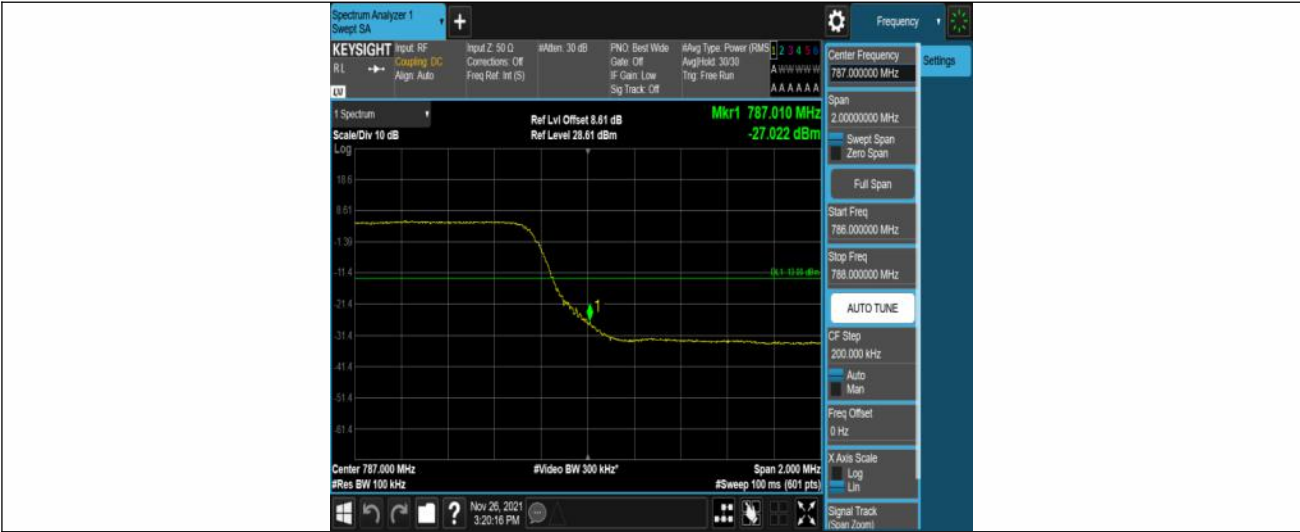 Spectrum Analyzer 1
Swept SA
+
Frequency
KEYSIGHT
RL
Input: RF
Coupling: DC
Align: Auto
Input Z: 50 Ω
Corrections: Off
Freq Ref: Int (S)
#Atten: 30 dB
PNO: Best Wide
Gate: Off
IF Gain: Low
Sig Track: Off
#Avg Type: Power (RMS
Avg|Hold: 30/30
Trig: Free Run
1 2 3 4 5 6
A W W W W W
A A A A A A
1 Spectrum
Scale/Div 10 dB
Ref Lvl Offset 8.61 dB
Ref Level 28.61 dBm
Mkr1 787.010 MHz
-27.022 dBm
Log
18.6
8.61
-1.39
-11.4
-21.4
-31.4
-41.4
-51.4
-61.4
1
Center 787.000 MHz
#Res BW 100 kHz
#Video BW 300 kHz*
Span 2.000 MHz
#Sweep 100 ms (601 pts)
?
Nov 26, 2021
3:20:16 PM
Center Frequency
787.000000 MHz
Settings
Span
2.00000000 MHz
Swept Span
Zero Span
Full Span
Start Freq
786.000000 MHz
Stop Freq
788.000000 MHz
AUTO TUNE
CF Step
200.000 kHz
Auto
Man
Freq Offset
0 Hz
X Axis Scale
Log
Lin
Signal Track
(Span Zoom)